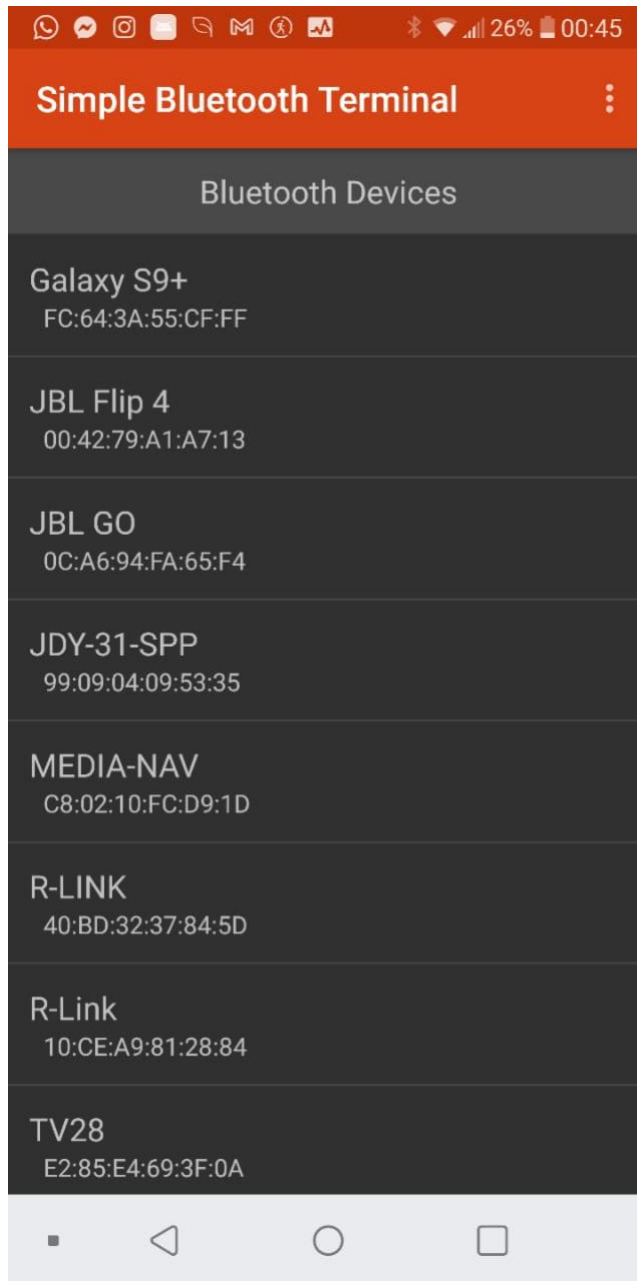 26% 00:45
Simple Bluetooth Terminal
Bluetooth Devices
Galaxy S9+
FC:64:3A:55:CF:FF
JBL Flip 4
00:42:79:A1:A7:13
JBL GO
0C:A6:94:FA:65:F4
JDY-31-SPP
99:09:04:09:53:35
MEDIA-NAV
C8:02:10:FC:D9:1D
R-LINK
40:BD:32:37:84:5D
R-Link
10:CE:A9:81:28:84
TV28
E2:85:E4:69:3F:0A